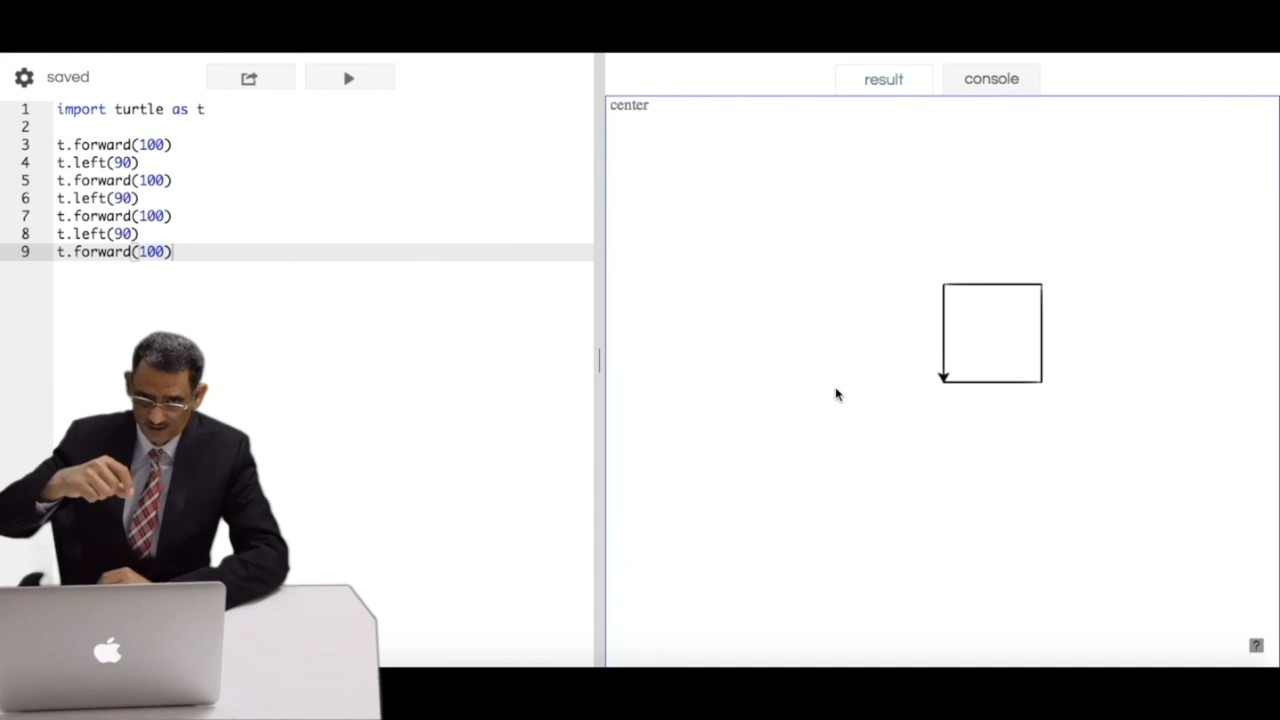 saved
result
console
1 import turtle as t
2
3 t.forward(100)
4 t.left(90)
5 t.forward(100)
6 t.left(90)
7 t.forward(100)
8 t.left(90)
9 t.forward(100)
center
?